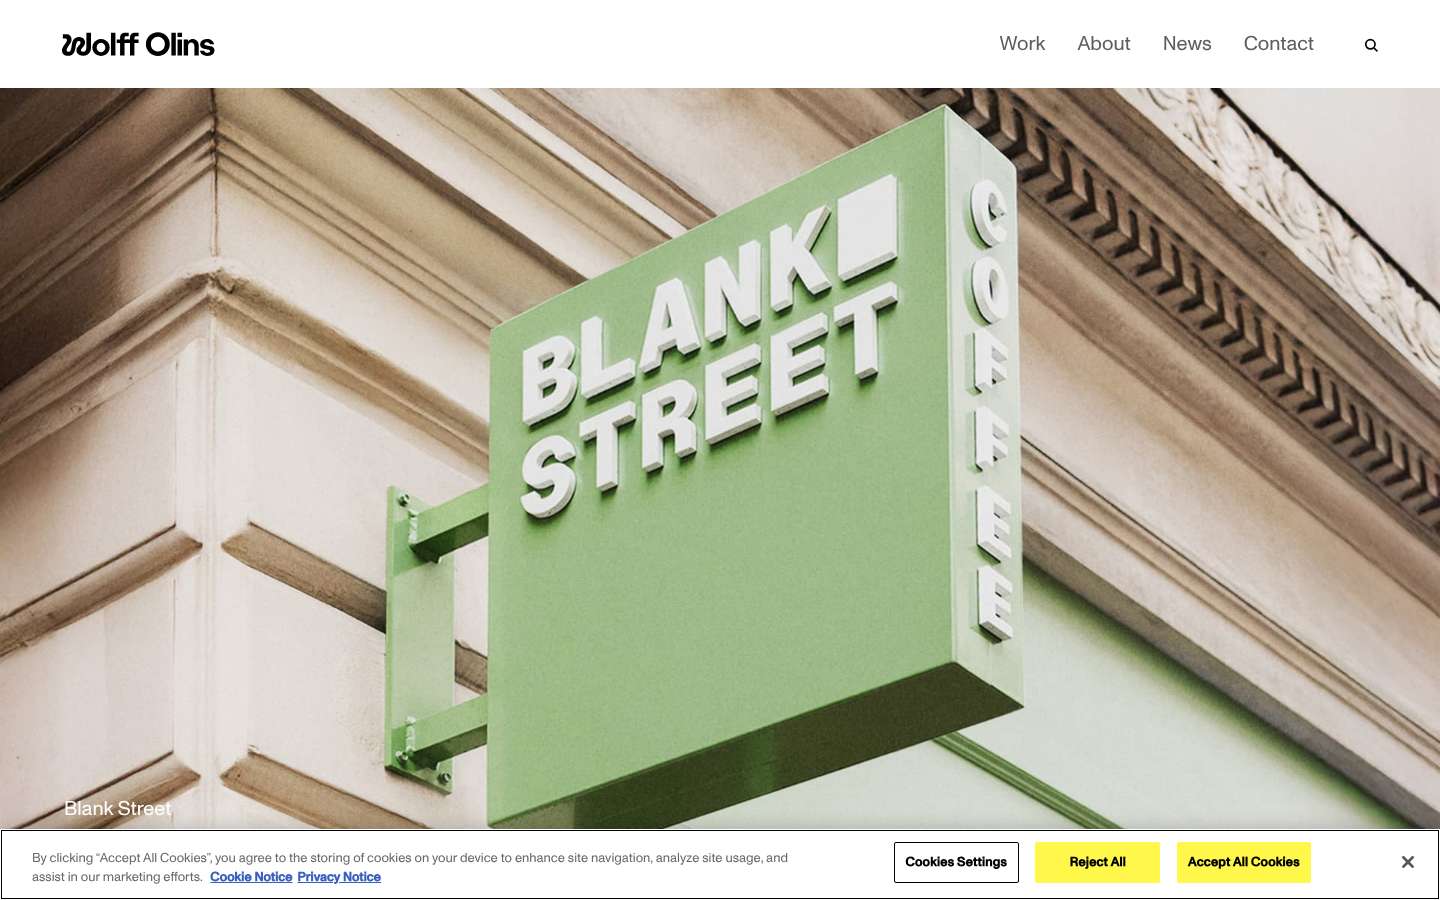 Wolff Olins
Work
About
News
Contact
BLANK
STREET
COFFEE
Blank Street
By clicking “Accept All Cookies”, you agree to the storing of cookies on your device to enhance site navigation, analyze site usage, and
assist in our marketing efforts. Cookie Notice Privacy Notice
Cookies Settings
Reject All
Accept All Cookies